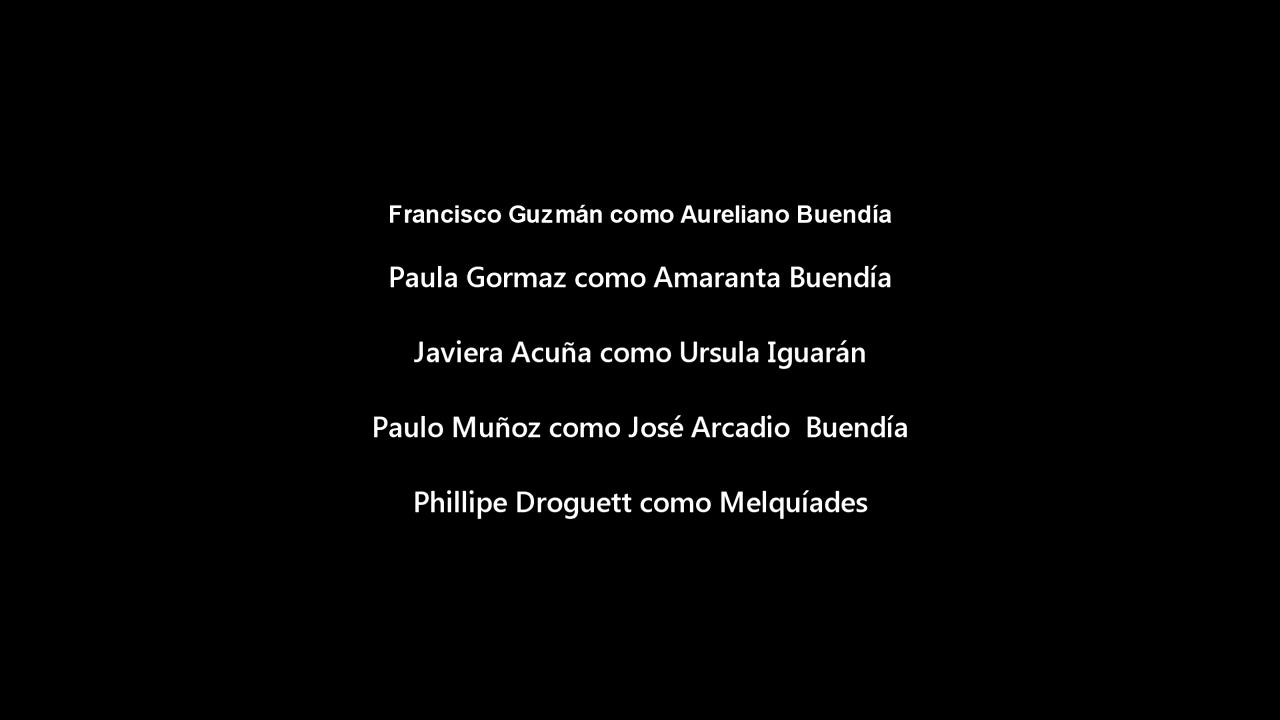 Francisco Guzmán como Aureliano Buendía
Paula Gormaz como Amaranta Buendía
Javiera Acuña como Ursula Iguarán
Paulo Muñoz como José Arcadio  Buendía
Phillipe Droguett como Melquíades